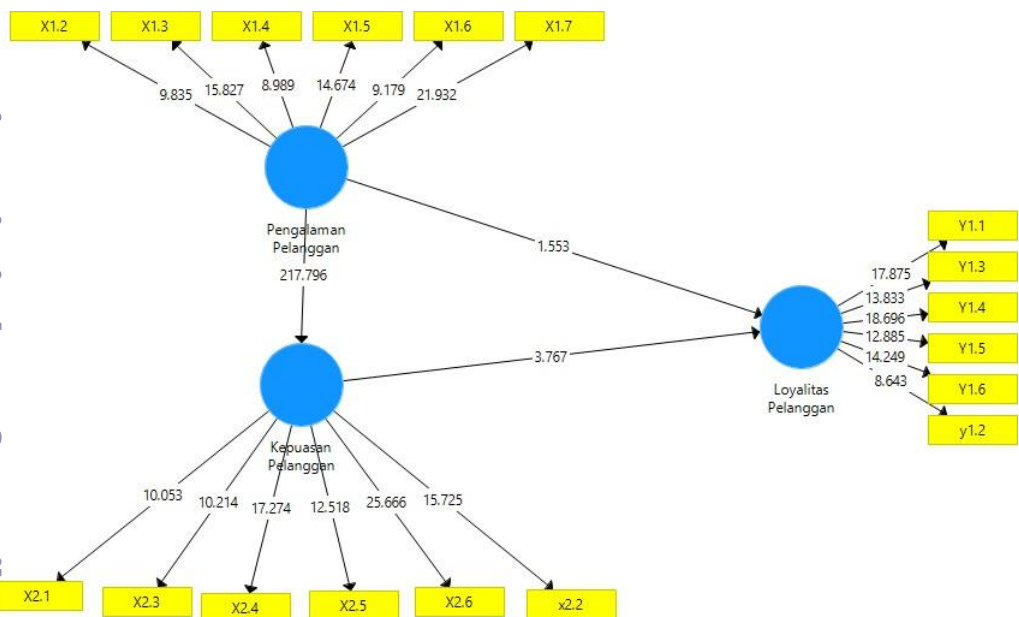 X1.2
X1.3
X1.4
X1.5
X1.6
X1.7
9.835
15.827
8.989
14.674
9.179
21.932
Pengalaman
Pelanggan
217.796
1.553
3.767
Y1.1
Y1.3
Y1.4
Y1.5
Y1.6
y1.2
17.875
13.833
18.696
12.885
14.249
8.643
Loyalitas
Pelanggan
Kepuasan
Pelanggan
10.053
10.214
17.274
12.518
25.666
15.725
X2.1
X2.3
X2.4
X2.5
X2.6
x2.2